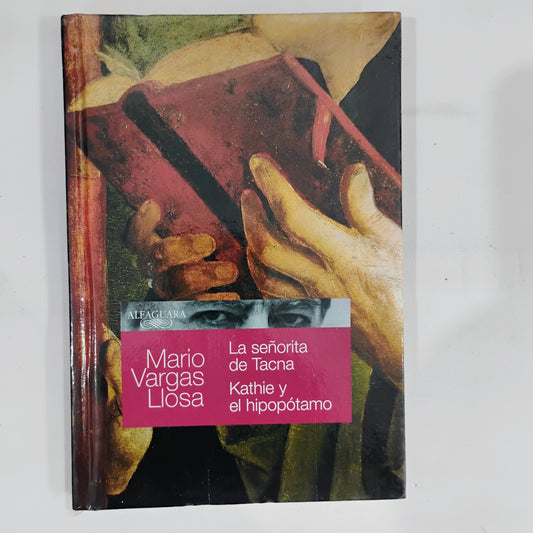 ALFAGUARA
Mario
Vargas
Llosa
La señorita
de Tacna
Kathie y
el hipopótamo